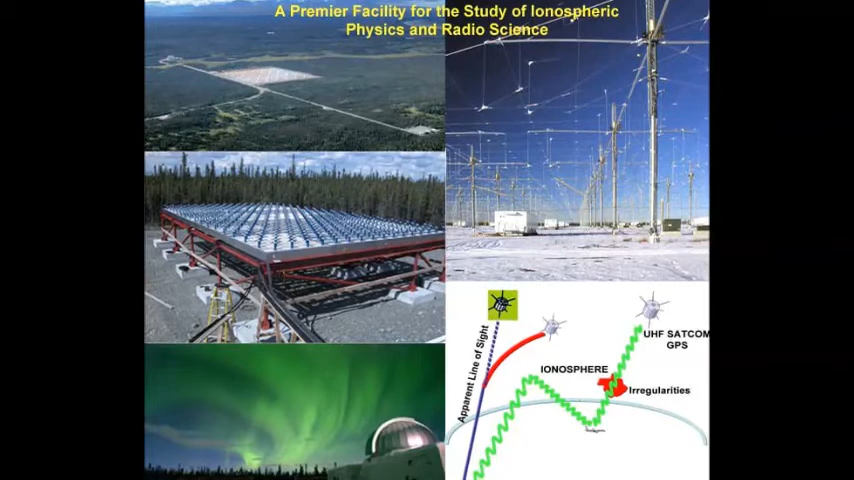 A Premier Facility for the Study of Ionospheric
Physics and Radio Science
Apparent Line of Sight
UHF SATCOM
GPS
IONOSPHERE
Irregularities